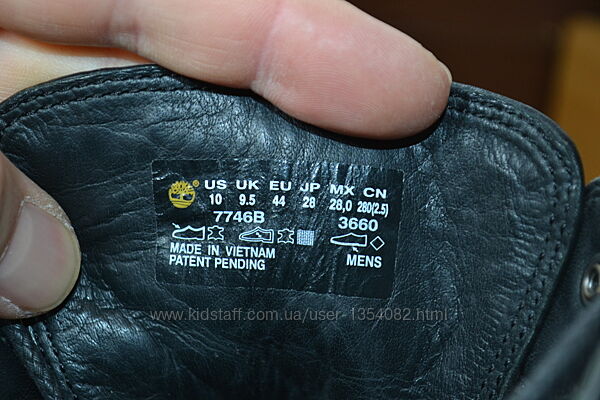 US UK EU JP MX CN
10 9.5 44 28 28.0 280(2.5)
7746B 3660
MADE IN VIETNAM
PATENT PENDING MENS
www.kidstaff.com.ua/user-1354082.html